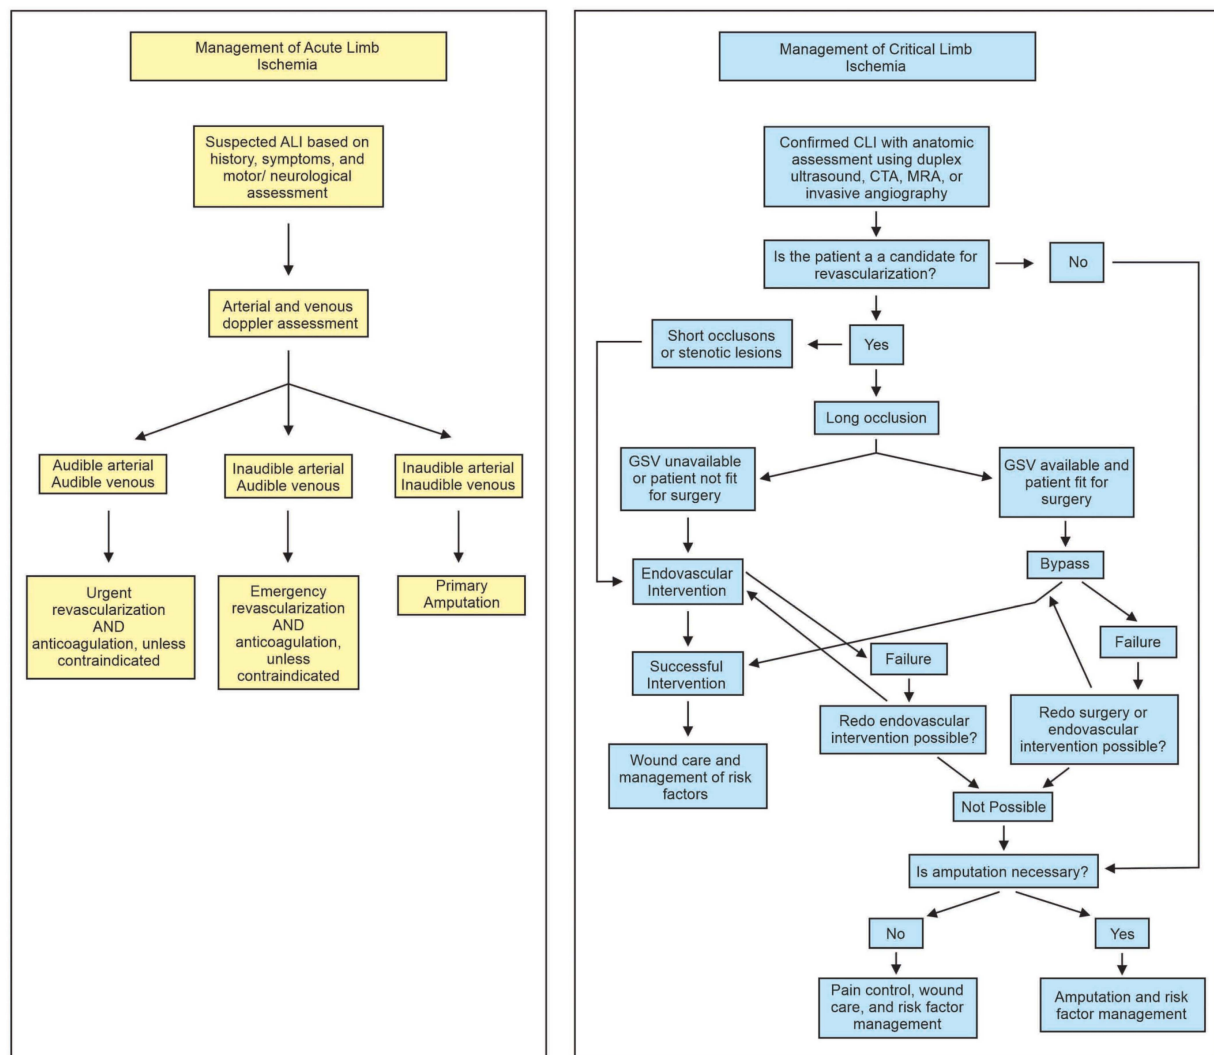 Management of Acute Limb
Ischemia
Suspected ALI based on
history, symptoms, and
motor/ neurological
assessment
Arterial and venous
doppler assessment
Audible arterial
Audible venous
Inaudible arterial
Audible venous
Inaudible arterial
Inaudible venous
Urgent
revascularization
AND
anticoagulation, unless
contraindicated
Emergency
revascularization
AND
anticoagulation,
unless
contraindicated
Primary
Amputation
Management of Critical Limb
Ischemia
Confirmed CLI with anatomic
assessment using duplex
ultrasound, CTA, MRA, or
invasive angiography
Is the patient a a candidate for
revascularization?
No
Short occlusons
or stenotic lesions
Yes
Long occlusion
GSV unavailable
or patient not fit
for surgery
GSV available and
patient fit for
surgery
Endovascular
Intervention
Bypass
Successful
Intervention
Failure
Failure
Wound care and
management of risk
factors
Redo endovascular
intervention possible?
Redo surgery or
endovascular
intervention possible?
Not Possible
Is amputation necessary?
No
Yes
Pain control, wound
care, and risk factor
management
Amputation and risk
factor management